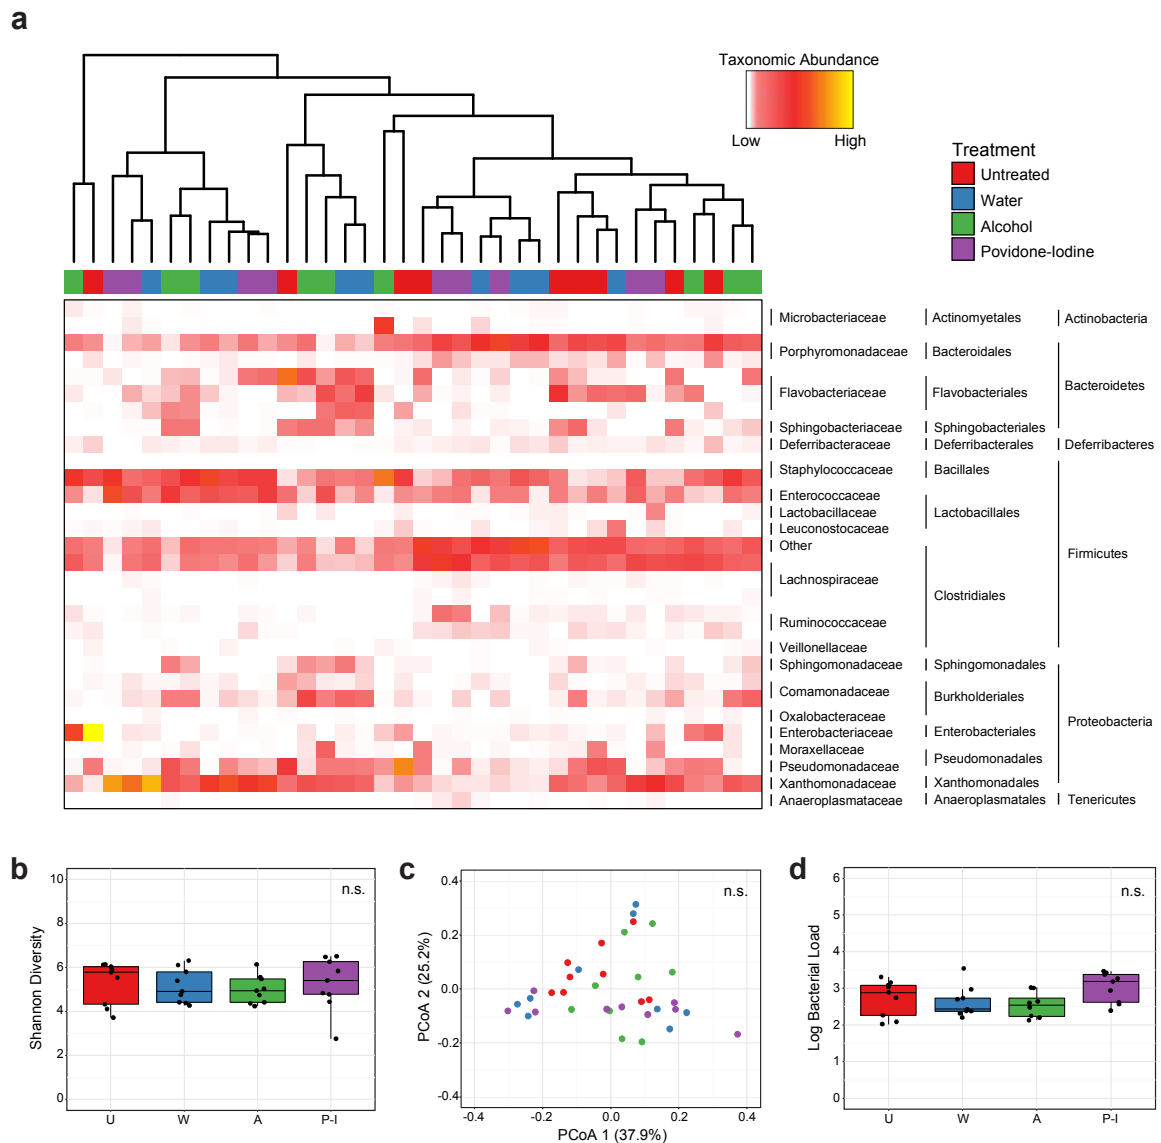 a
Taxonomic Abundance
Low High
Treatment
Untreated
Water
Alcohol
Povidone-Iodine
Microbacteriaceae Actinomyetales Actinobacteria
Porphyromonadaceae Bacteroidales
Bacteroidetes
Flavobacteriaceae Flavobacteriales
Sphingobacteriaceae Sphingobacteriales
Deferribacteraceae Deferribacterales Deferribacteres
Staphylococcaceae Bacillales
Enterococcaceae
Lactobacillaceae Lactobacillales
Leuconostocaceae
Other
Firmicutes
Lachnospiraceae
Clostridiales
Ruminococcaceae
Veillonellaceae
Sphingomonadaceae Sphingomonadales
Comamonadaceae Burkholderiales
Oxalobacteraceae
Proteobacteria
Enterobacteriaceae Enterobacteriales
Moraxellaceae
Pseudomonadales
Pseudomonadaceae
Xanthomonadaceae Xanthomonadales
Anaeroplasmataceae Anaeroplasmatales Tenericutes
b
n.s.
Shannon Diversity
10
8
6
4
2
0
U W A P-I
c
n.s.
PCoA 2 (25.2%)
0.4
0.2
0.0
-0.2
-0.4
-0.4 -0.2 0.0 0.2 0.4
PCoA 1 (37.9%)
d
n.s.
Log Bacterial Load
6
5
4
3
2
1
0
U W A P-I